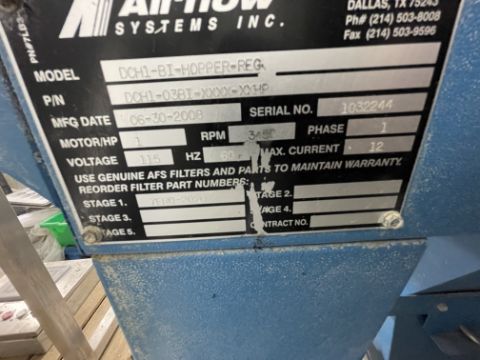 Air-Flow
SYSTEMS INC.
DALLAS, TX 75243
Ph# (214) 503-8008
Fax (214) 503-9596
MODEL DCH1-BI-HOPPER-REG
P/N DCH1-03BI-XXXX-XXHP
MFG DATE 06-30-2008 SERIAL NO. 1032244
MOTOR/HP 1 RPM 3450 PHASE 1
VOLTAGE 115 HZ 60 MAX. CURRENT 12
USE GENUINE AFS FILTERS AND PARTS TO MAINTAIN WARRANTY.
REORDER FILTER PART NUMBERS:
STAGE 1. STAGE 2.
STAGE 3. STAGE 4.
STAGE 5. CONTRACT NO.